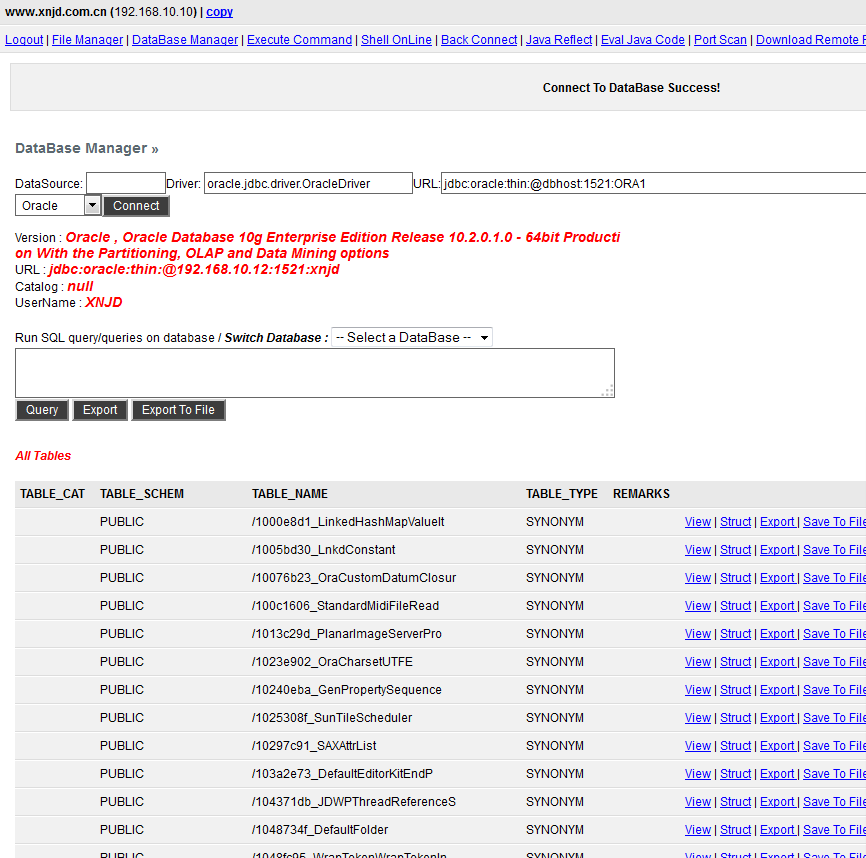 www.xnjd.com.cn (192.168.10.10) | copy
Logout | File Manager | DataBase Manager | Execute Command | Shell OnLine | Back Connect | Java Reflect | Eval Java Code | Port Scan | Download Remote F
Connect To DataBase Success!
DataBase Manager »
DataSource: Driver: oracle.jdbc.driver.OracleDriver URL: jdbc:oracle:thin:@dbhost:1521:ORA1
Oracle Connect
Version : Oracle , Oracle Database 10g Enterprise Edition Release 10.2.0.1.0 - 64bit Producti
on With the Partitioning, OLAP and Data Mining options
URL : jdbc:oracle:thin:@192.168.10.12:1521:xnjd
Catalog : null
UserName : XNJD
Run SQL query/queries on database / Switch Database : -- Select a DataBase --
Query Export Export To File
All Tables
TABLE_CAT TABLE_SCHEM TABLE_NAME TABLE_TYPE REMARKS
PUBLIC /1000e8d1_LinkedHashMapValueIt SYNONYM View | Struct | Export | Save To File
PUBLIC /1005bd30_LnkdConstant SYNONYM View | Struct | Export | Save To File
PUBLIC /10076b23_OraCustomDatumClosur SYNONYM View | Struct | Export | Save To File
PUBLIC /100c1606_StandardMidiFileRead SYNONYM View | Struct | Export | Save To File
PUBLIC /1013c29d_PlanarImageServerPro SYNONYM View | Struct | Export | Save To File
PUBLIC /1023e902_OraCharsetUTFE SYNONYM View | Struct | Export | Save To File
PUBLIC /10240eba_GenPropertySequence SYNONYM View | Struct | Export | Save To File
PUBLIC /1025308f_SunTileScheduler SYNONYM View | Struct | Export | Save To File
PUBLIC /10297c91_SAXAttrList SYNONYM View | Struct | Export | Save To File
PUBLIC /103a2e73_DefaultEditorKitEndP SYNONYM View | Struct | Export | Save To File
PUBLIC /104371db_JDWPThreadReferenceS SYNONYM View | Struct | Export | Save To File
PUBLIC /1048734f_DefaultFolder SYNONYM View | Struct | Export | Save To File
PUBLIC /1048fc95_WrapTokenWrapTokenIn SYNONYM View | Struct | Export | Save To File